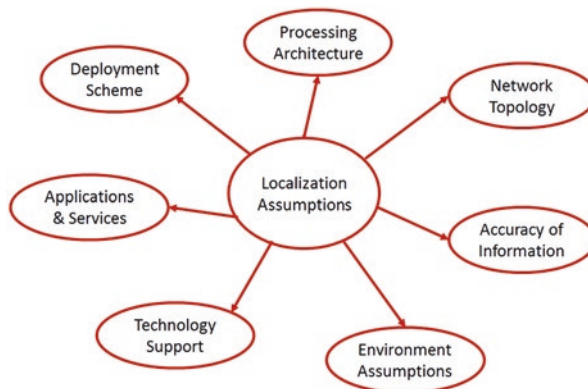 Processing
Architecture
Deployment
Scheme
Network
Topology
Localization
Assumptions
Applications
& Services
Accuracy of
Information
Technology
Support
Environment
Assumptions